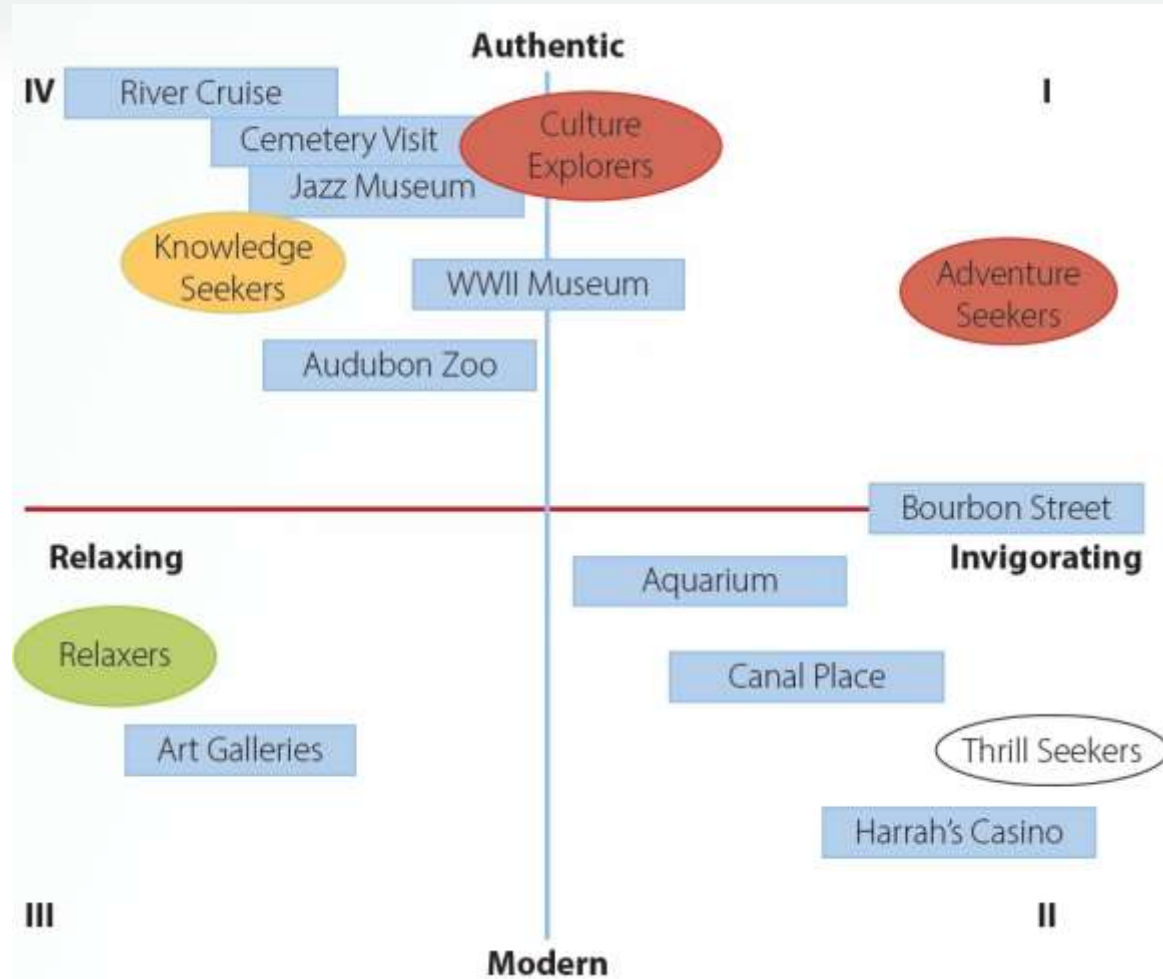 Authentic
IV
River Cruise
I
Cemetery Visit
Culture
Explorers
Jazz Museum
Knowledge
Seekers
WWII Museum
Adventure
Seekers
Audubon Zoo
Bourbon Street
Relaxing
Invigorating
Aquarium
Relaxers
Canal Place
Art Galleries
Thrill Seekers
Harrah's Casino
III
II
Modern